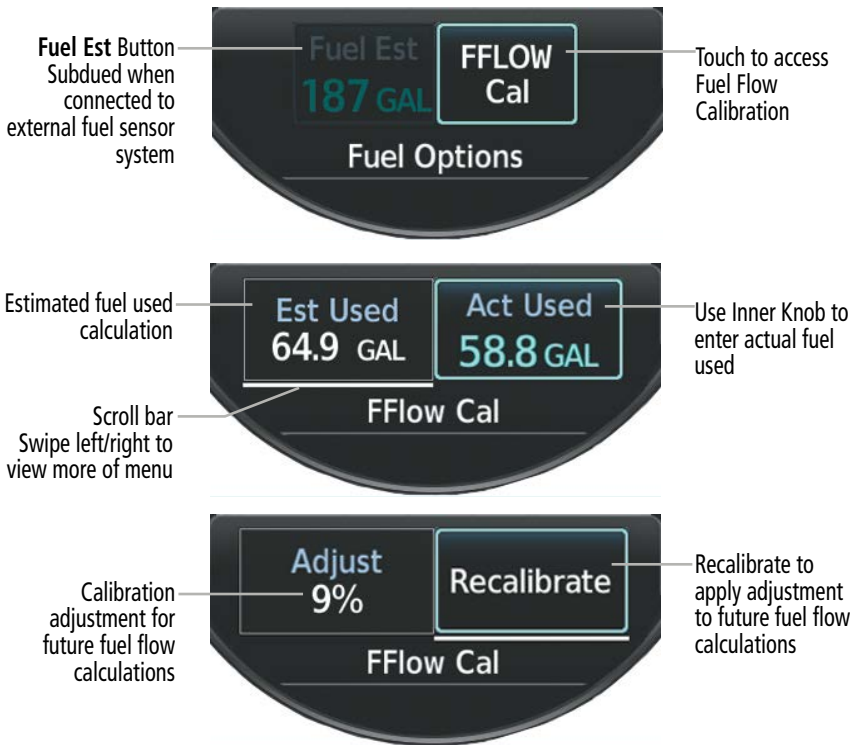 Fuel Est Button
Subdued when
connected to
external fuel sensor
system
Fuel Est
187 GAL
FFLOW
Cal
Fuel Options
Touch to access
Fuel Flow
Calibration
Estimated fuel used
calculation
Scroll bar
Swipe left/right to
view more of menu
Est Used
64.9 GAL
Act Used
58.8 GAL
FFlow Cal
Use Inner Knob to
enter actual fuel
used
Calibration
adjustment for
future fuel flow
calculations
Adjust
9%
Recalibrate
FFlow Cal
Recalibrate to
apply adjustment
to future fuel flow
calculations